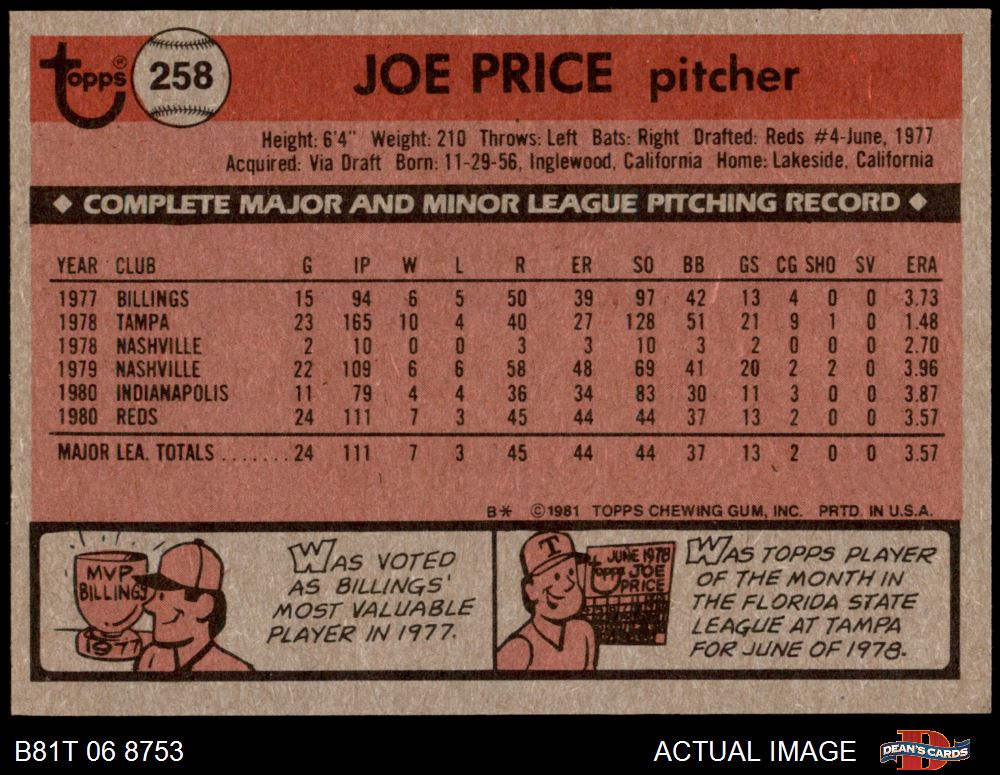 Topps® 258 JOE PRICE pitcher
Height: 6'4" Weight: 210 Throws: Left Bats: Right Drafted: Reds #4-June, 1977
Acquired: Via Draft Born: 11-29-56, Inglewood, California Home: Lakeside, California
◆ COMPLETE MAJOR AND MINOR LEAGUE PITCHING RECORD ◆
YEAR CLUB G IP W L R ER SO BB GS CG SHO SV ERA
1977 BILLINGS 15 94 6 5 50 39 97 42 13 4 0 0 3.73
1978 TAMPA 23 165 10 4 40 27 128 51 21 9 1 0 1.48
1978 NASHVILLE 2 10 0 0 3 3 10 3 2 0 0 0 2.70
1979 NASHVILLE 22 109 6 6 58 48 69 41 20 2 2 0 3.96
1980 INDIANAPOLIS 11 79 4 4 36 34 83 30 11 3 0 0 3.87
1980 REDS 24 111 7 3 45 44 44 37 13 2 0 0 3.57
MAJOR LEA. TOTALS ....... 24 111 7 3 45 44 44 37 13 2 0 0 3.57
B* ©1981 TOPPS CHEWING GUM, INC. PRTD. IN U.S.A.
MVP
BILLINGS
1977
WAS VOTED
AS BILLINGS'
MOST VALUABLE
PLAYER IN 1977.
T
JUNE 1978
Topps JOE
PRICE
WAS TOPPS PLAYER
OF THE MONTH IN
THE FLORIDA STATE
LEAGUE AT TAMPA
FOR JUNE OF 1978.
B81T 06 8753
ACTUAL IMAGE
D
DEAN'S CARDS